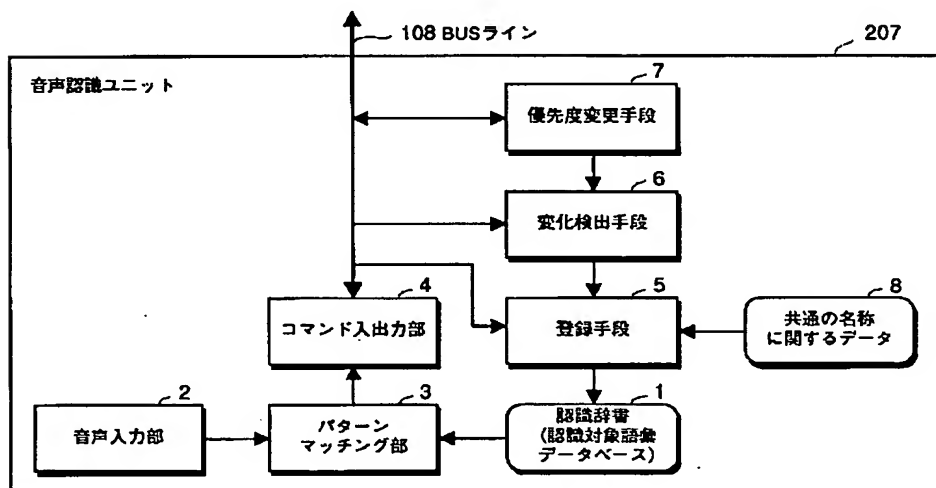 108 BUSライン
207
音声認識ユニット
7
優先度変更手段
6
変化検出手段
5
登録手段
8
共通の名称
に関するデータ
4
コマンド入出力部
2
音声入力部
3
パターン
マッチング部
1
認識辞書
(認識対象語彙
データベース)